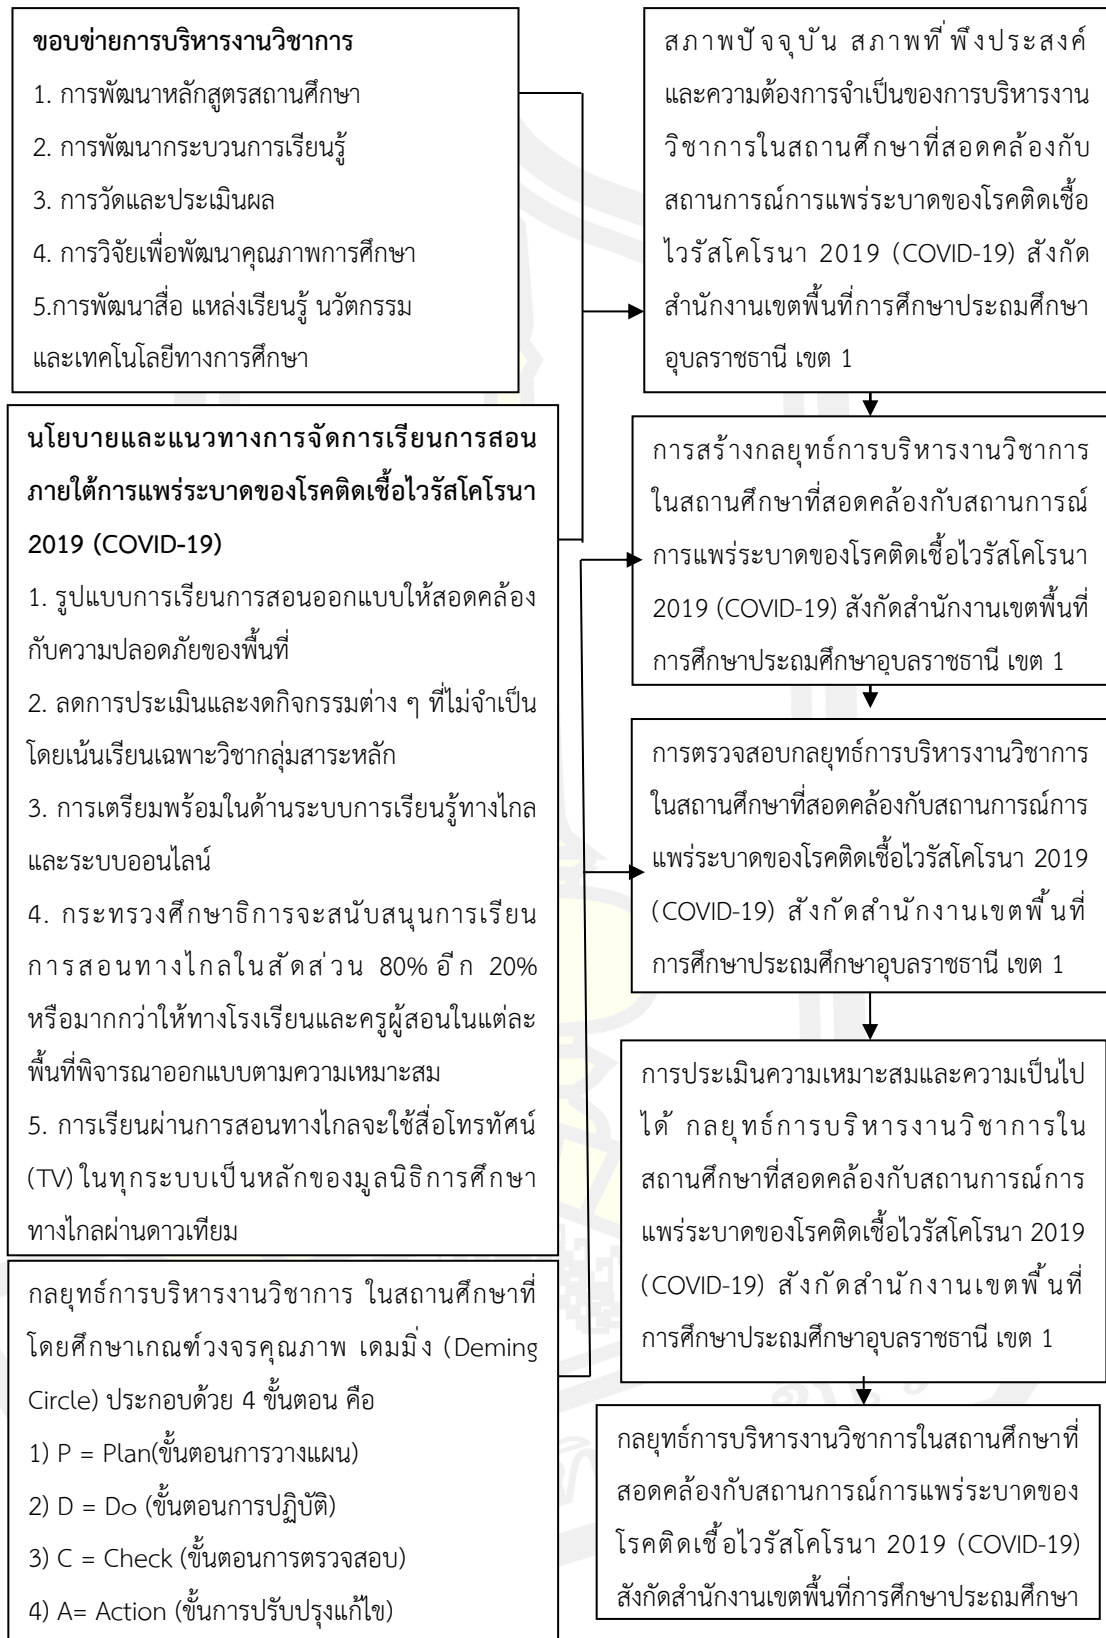 ขอบข่ายการบริหารงานวิชาการ
1. การพัฒนาหลักสูตรสถานศึกษา
2. การพัฒนากระบวนการเรียนรู้
3. การวัดและประเมินผล
4. การวิจัยเพื่อพัฒนาคุณภาพการศึกษา
5.การพัฒนาสื่อ แหล่งเรียนรู้ นวัตกรรม
และเทคโนโลยีทางการศึกษา
นโยบายและแนวทางการจัดการเรียนการสอน
ภายใต้การแพร่ระบาดของโรคติดเชื้อไวรัสโคโรนา
2019 (COVID-19)
1. รูปแบบการเรียนการสอนออกแบบให้สอดคล้อง
กับความปลอดภัยของพื้นที่
2. ลดการประเมินและงดกิจกรรมต่าง ๆ ที่ไม่จำเป็น
โดยเน้นเรียนเฉพาะวิชากลุ่มสาระหลัก
3. การเตรียมพร้อมในด้านระบบการเรียนรู้ทางไกล
และระบบออนไลน์
4. กระทรวงศึกษาธิการจะสนับสนุนการเรียน
การสอนทางไกลในสัดส่วน 80% อีก 20%
หรือมากกว่าให้ทางโรงเรียนและครูผู้สอนในแต่ละ
พื้นที่พิจารณาออกแบบตามความเหมาะสม
5. การเรียนผ่านการสอนทางไกลจะใช้สื่อโทรทัศน์
(TV) ในทุกระบบเป็นหลักของมูลนิธิการศึกษา
ทางไกลผ่านดาวเทียม
กลยุทธ์การบริหารงานวิชาการ ในสถานศึกษาที่
โดยศึกษาเกณฑ์วงจรคุณภาพ เดมมิ่ง (Deming
Circle) ประกอบด้วย 4 ขั้นตอน คือ
1) P = Plan(ขั้นตอนการวางแผน)
2) D = Do (ขั้นตอนการปฏิบัติ)
3) C = Check (ขั้นตอนการตรวจสอบ)
4) A= Action (ขั้นการปรับปรุงแก้ไข)
สภาพปัจจุบัน สภาพที่พึงประสงค์
และความต้องการจำเป็นของการบริหารงาน
วิชาการในสถานศึกษาที่สอดคล้องกับ
สถานการณ์การแพร่ระบาดของโรคติดเชื้อ
ไวรัสโคโรนา 2019 (COVID-19) สังกัด
สำนักงานเขตพื้นที่การศึกษาประถมศึกษา
อุบลราชธานี เขต 1
การสร้างกลยุทธ์การบริหารงานวิชาการ
ในสถานศึกษาที่สอดคล้องกับสถานการณ์
การแพร่ระบาดของโรคติดเชื้อไวรัสโคโรนา
2019 (COVID-19) สังกัดสำนักงานเขตพื้นที่
การศึกษาประถมศึกษาอุบลราชธานี เขต 1
การตรวจสอบกลยุทธ์การบริหารงานวิชาการ
ในสถานศึกษาที่สอดคล้องกับสถานการณ์การ
แพร่ระบาดของโรคติดเชื้อไวรัสโคโรนา 2019
(COVID-19) สังกัดสำนักงานเขตพื้นที่
การศึกษาประถมศึกษาอุบลราชธานี เขต 1
การประเมินความเหมาะสมและความเป็นไป
ได้ กลยุทธ์การบริหารงานวิชาการใน
สถานศึกษาที่สอดคล้องกับสถานการณ์การ
แพร่ระบาดของโรคติดเชื้อไวรัสโคโรนา 2019
(COVID-19) สังกัดสำนักงานเขตพื้นที่
การศึกษาประถมศึกษาอุบลราชธานี เขต 1
กลยุทธ์การบริหารงานวิชาการในสถานศึกษาที่
สอดคล้องกับสถานการณ์การแพร่ระบาดของ
โรคติดเชื้อไวรัสโคโรนา 2019 (COVID-19)
สังกัดสำนักงานเขตพื้นที่การศึกษาประถมศึกษา